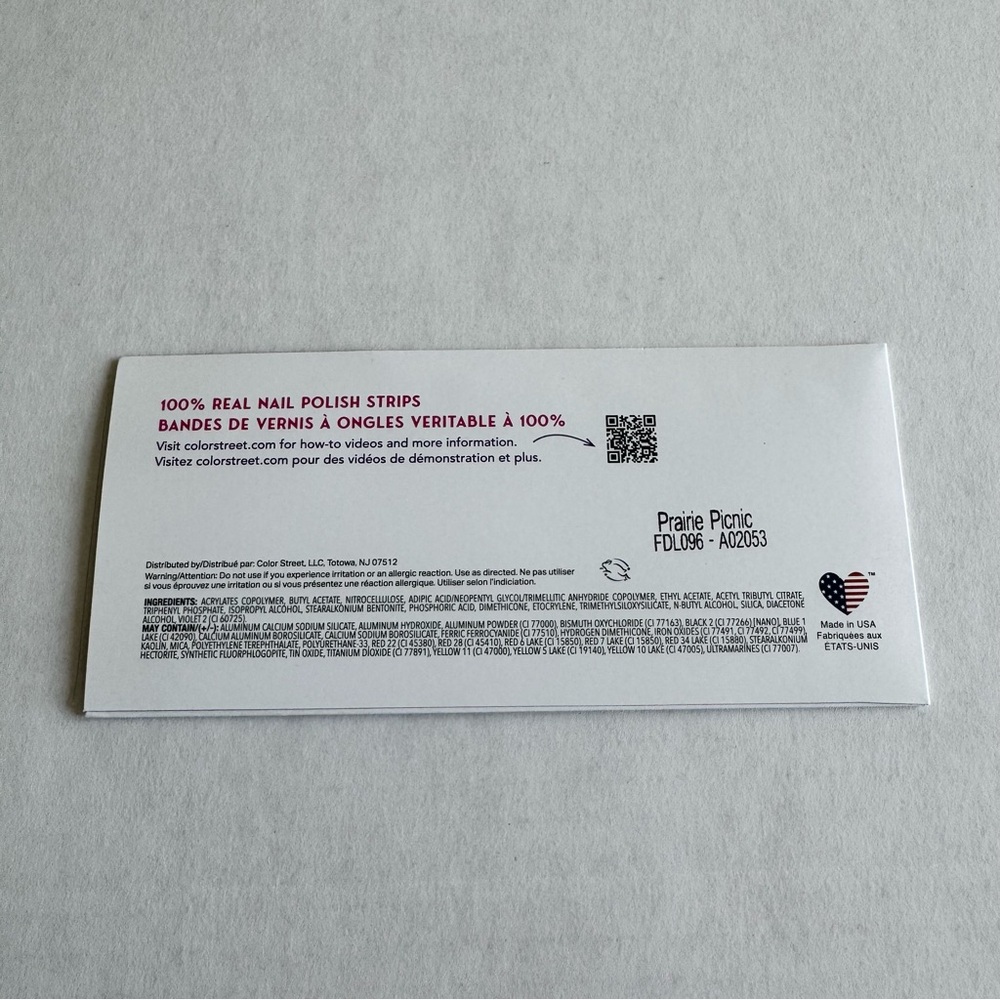 100% REAL NAIL POLISH STRIPS
BANDES DE VERNIS À ONGLES VERITABLE À 100%
Visit colorstreet.com for how-to videos and more information.
Visitez colorstreet.com pour des vidéos de démonstration et plus.
Prairie Picnic
FDL096 - A02053
Distributed by/Distribué par: Color Street, LLC, Totowa, NJ 07512
Warning/Attention: Do not use if you experience irritation or an allergic reaction. Use as directed. Ne pas utiliser
si vous éprouvez une irritation ou si vous présentez une réaction allergique. Utiliser selon l'indiciation.
INGREDIENTS: ACRYLATES COPOLYMER, BUTYL ACETATE, NITROCELLULOSE, ADIPIC ACID/NEOPENTYL GLYCOL/TRIMELLITIC ANHYDRIDE COPOLYMER, ETHYL ACETATE, ACETYL TRIBUTYL CITRATE,
TRIPHENYL PHOSPHATE, ISOPROPYL ALCOHOL, STEARALKONIUM BENTONITE, PHOSPHORIC ACID, DIMETHICONE, ETOCRYLENE, TRIMETHYLSILOXYSILICATE, N-BUTYL ALCOHOL, SILICA, DIACETONE
ALCOHOL, VIOLET 2 (CI 60725).
MAY CONTAIN/(+/-): ALUMINUM CALCIUM SODIUM SILICATE, ALUMINUM HYDROXIDE, ALUMINUM POWDER (CI 77000), BISMUTH OXYCHLORIDE (CI 77163), BLACK 2 (CI 77266) [NANO], BLUE 1
LAKE (CI 42090), CALCIUM ALUMINUM BOROSILICATE, CALCIUM SODIUM BOROSILICATE, FERRIC FERROCYANIDE (CI 77510), HYDROGEN DIMETHICONE, IRON OXIDES (CI 77491, CI 77492, CI 77499),
KAOLIN, MICA, POLYETHYLENE TEREPHTHALATE, POLYURETHANE-33, RED 22 (CI 45380), RED 28 (CI 45410), RED 6 LAKE (CI 15850), RED 7 LAKE (CI 15850), RED 34 LAKE (CI 15880), STEARALKONIUM
HECTORITE, SYNTHETIC FLUORPHLOGOPITE, TIN OXIDE, TITANIUM DIOXIDE (CI 77891), YELLOW 11 (CI 47000), YELLOW 5 LAKE (CI 19140), YELLOW 10 LAKE (CI 47005), ULTRAMARINES (CI 77007).
TM
Made in USA
Fabriquées aux
ÉTATS-UNIS